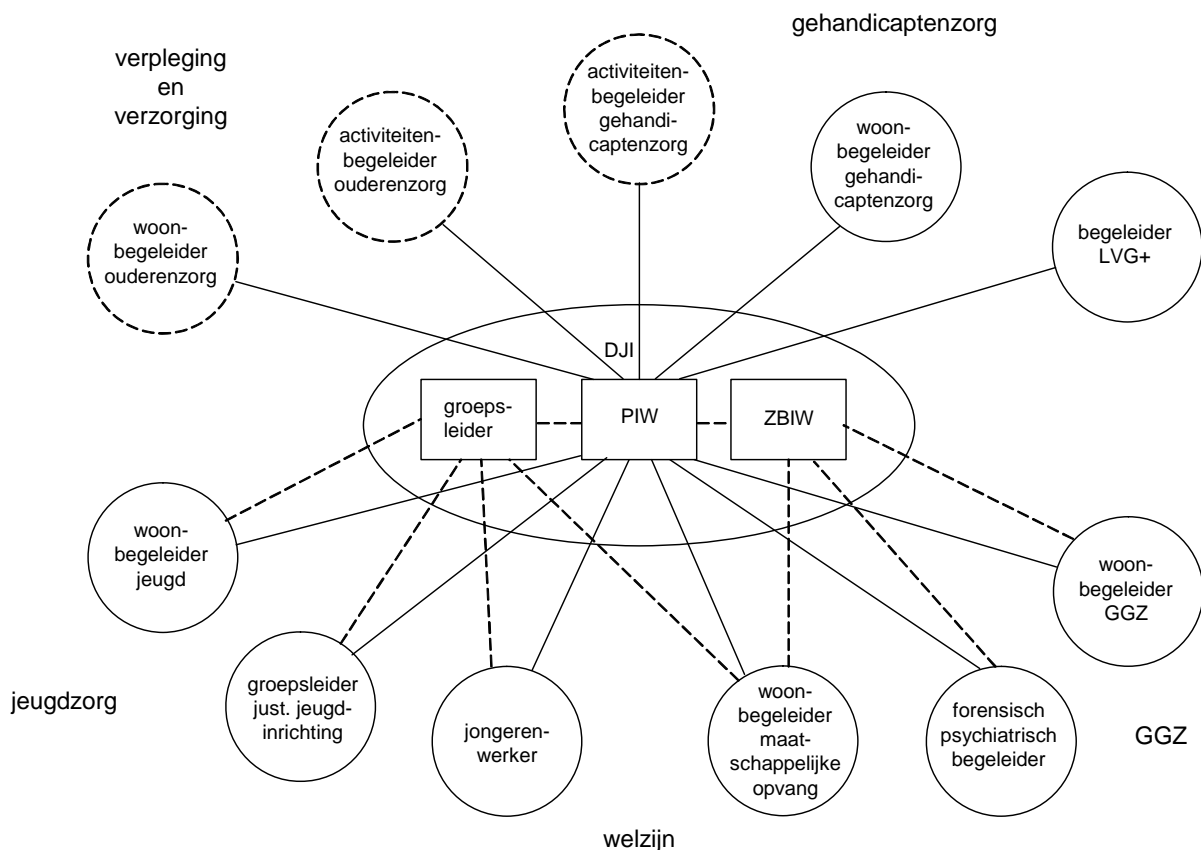 gehandicaptenzorg
verpleging
en
verzorging
activiteiten-
begeleider
gehandi-
captenzorg
activiteiten-
begeleider
ouderenzorg
woon-
begeleider
gehandi-
captenzorg
woon-
begeleider
ouderenzorg
begeleider
LVG+
DJI
groeps-
leider
PIW
ZBIW
woon-
begeleider
jeugd
woon-
begeleider
GGZ
groepsleider
just. jeugd-
inrichting
jongeren-
werker
woon-
begeleider
maat-
schappelijke
opvang
forensisch
psychiatrisch
begeleider
jeugdzorg
GGZ
welzijn